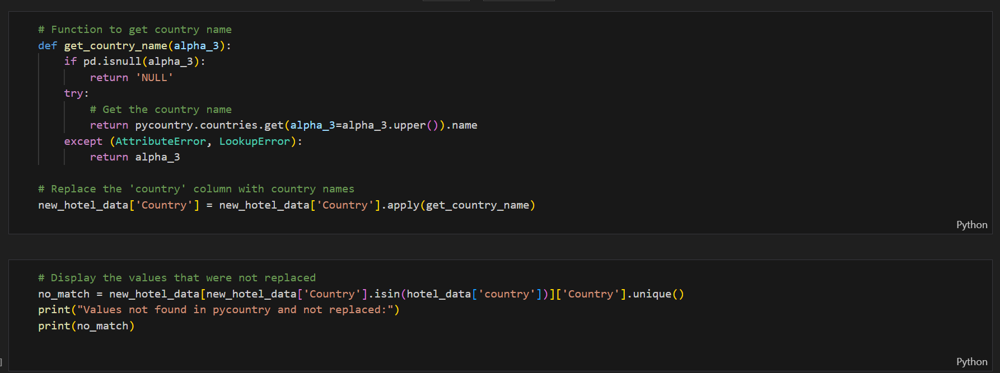 # Function to get country name
def get_country_name(alpha_3):
    if pd.isnull(alpha_3):
        return 'NULL'
    try:
        # Get the country name
        return pycountry.countries.get(alpha_3=alpha_3.upper()).name
    except (AttributeError, LookupError):
        return alpha_3
# Replace the 'country' column with country names
new_hotel_data['Country'] = new_hotel_data['Country'].apply(get_country_name)
Python
# Display the values that were not replaced
no_match = new_hotel_data[new_hotel_data['Country'].isin(hotel_data['country'])]['Country'].unique()
print("Values not found in pycountry and not replaced:")
print(no_match)
]
Python